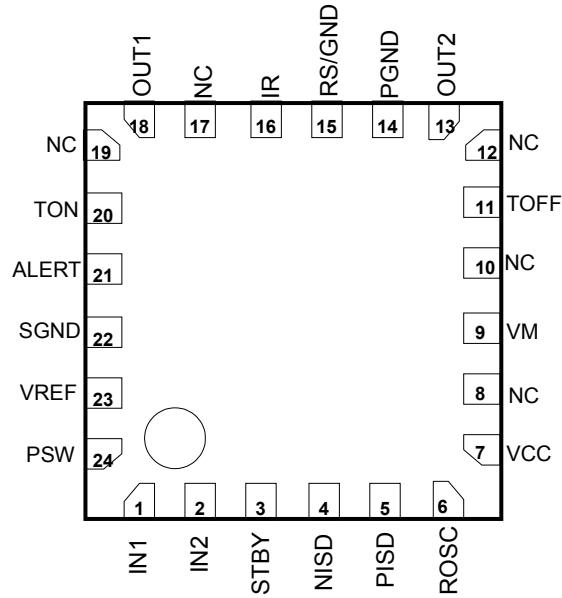 OUT1
NC
IR
RS/GND
PGND
OUT2
18
17
16
15
14
13
NC 19
12 NC
TON 20
11 TOFF
ALERT 21
10 NC
SGND 22
9 VM
VREF 23
8 NC
PSW 24
7 VCC
1
2
3
4
5
6
IN1
IN2
STBY
NISD
PISD
ROSC